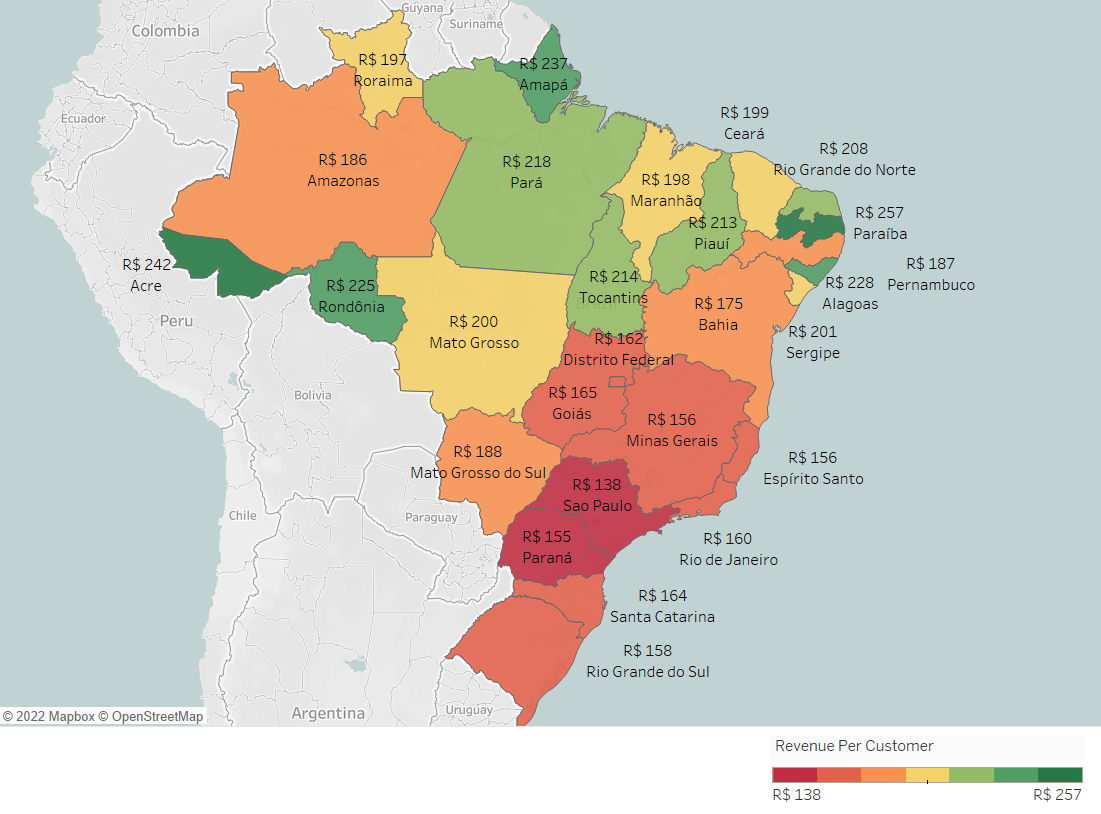 Guyana
Colombia
Suriname
R$ 197
Roraima
R$ 237
Amapá
Ecuador
R$ 199
Ceará
R$ 208
Rio Grande do Norte
R$ 186
Amazonas
R$ 218
Pará
R$ 198
Maranhão
R$ 257
Paraíba
R$ 213
Piauí
R$ 242
Acre
R$ 187
Pernambuco
R$ 225
Rondônia
R$ 214
Tocantins
R$ 228
Alagoas
R$ 175
Bahia
Peru
R$ 200
Mato Grosso
R$ 201
Sergipe
R$ 162
Distrito Federal
Bolivia
R$ 165
Goiás
R$ 156
Minas Gerais
R$ 188
Mato Grosso do Sul
R$ 156
Espírito Santo
R$ 138
Sao Paulo
Chile
Paraguay
R$ 155
Paraná
R$ 160
Rio de Janeiro
R$ 164
Santa Catarina
R$ 158
Rio Grande do Sul
Argentina
Uruguay
© 2022 Mapbox © OpenStreetMap
Revenue Per Customer
R$ 138
R$ 257